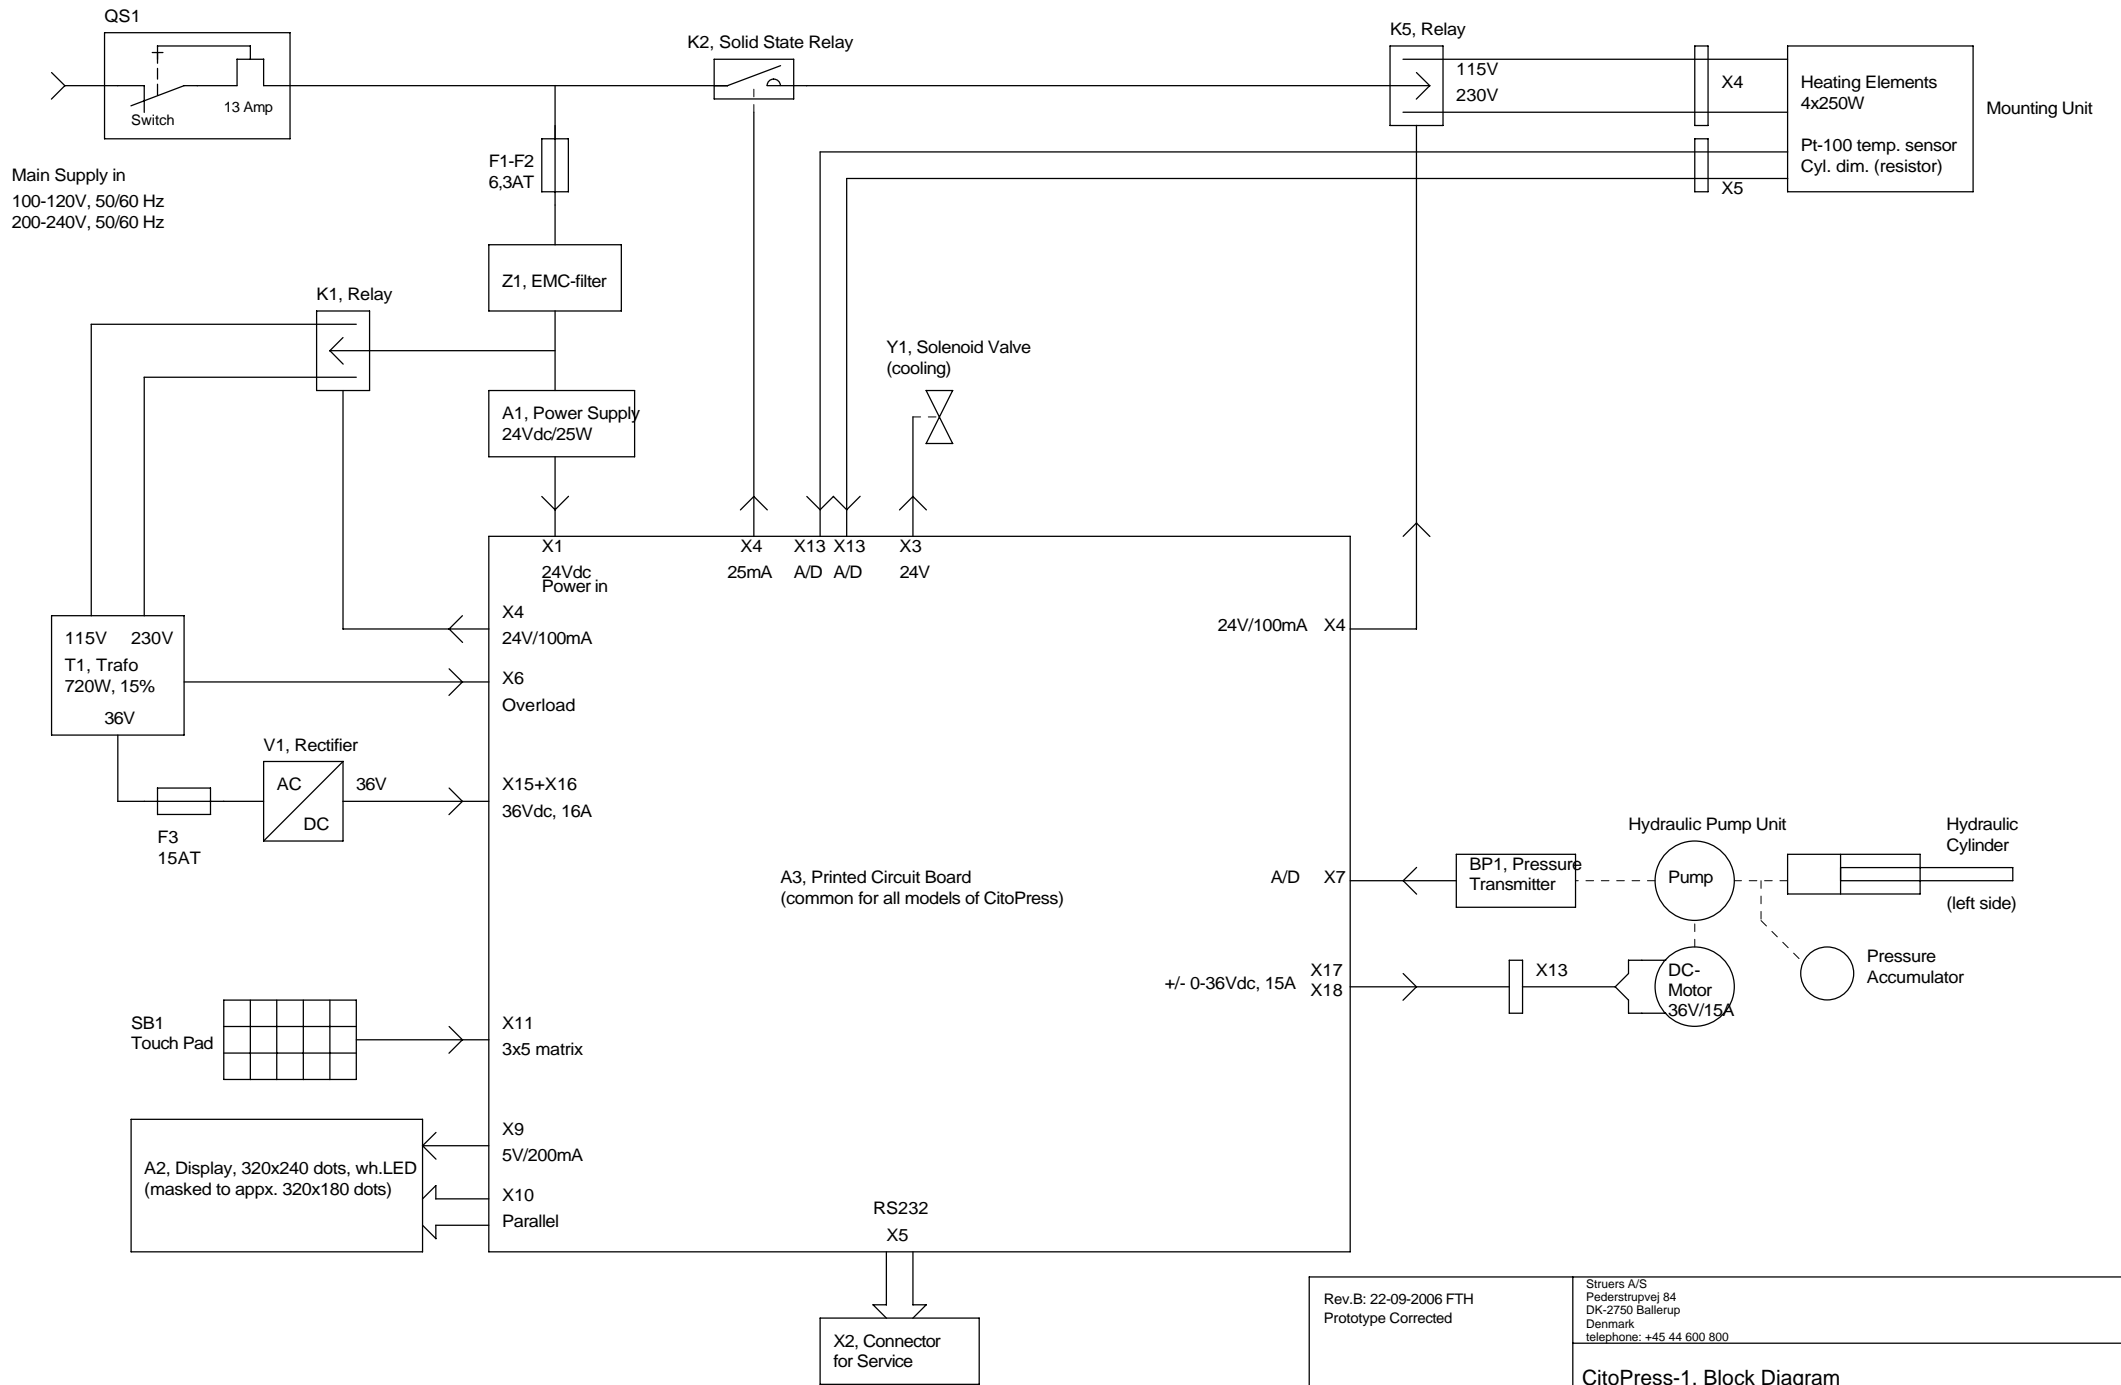 QS1
Switch
13 Amp
Main Supply in
100-120V, 50/60 Hz
200-240V, 50/60 Hz
K2, Solid State Relay
K5, Relay
115V
230V
X4
Heating Elements
4x250W
Mounting Unit
Pt-100 temp. sensor
Cyl. dim. (resistor)
X5
F1-F2
6,3AT
Z1, EMC-filter
K1, Relay
A1, Power Supply
24Vdc/25W
Y1, Solenoid Valve
(cooling)
X1
24Vdc
Power in
X4
25mA
X13
A/D
X13
A/D
X3
24V
X4
24V/100mA
24V/100mA X4
115V 230V
T1, Trafo
720W, 15%
36V
X6
Overload
V1, Rectifier
AC
DC
36V
X15+X16
36Vdc, 16A
F3
15AT
A3, Printed Circuit Board
(common for all models of CitoPress)
A/D X7
BP1, Pressure
Transmitter
Hydraulic Pump Unit
Pump
Hydraulic
Cylinder
(left side)
Pressure
Accumulator
+/- 0-36Vdc, 15A
X17
X18
X13
DC-
Motor
36V/15A
SB1
Touch Pad
X11
3x5 matrix
A2, Display, 320x240 dots, wh.LED
(masked to appx. 320x180 dots)
X9
5V/200mA
X10
Parallel
RS232
X5
X2, Connector
for Service
Rev.B: 22-09-2006 FTH
Prototype Corrected
Struers A/S
Pederstrupvej 84
DK-2750 Ballerup
Denmark
telephone: +45 44 600 800
CitoPress-1, Block Diagram